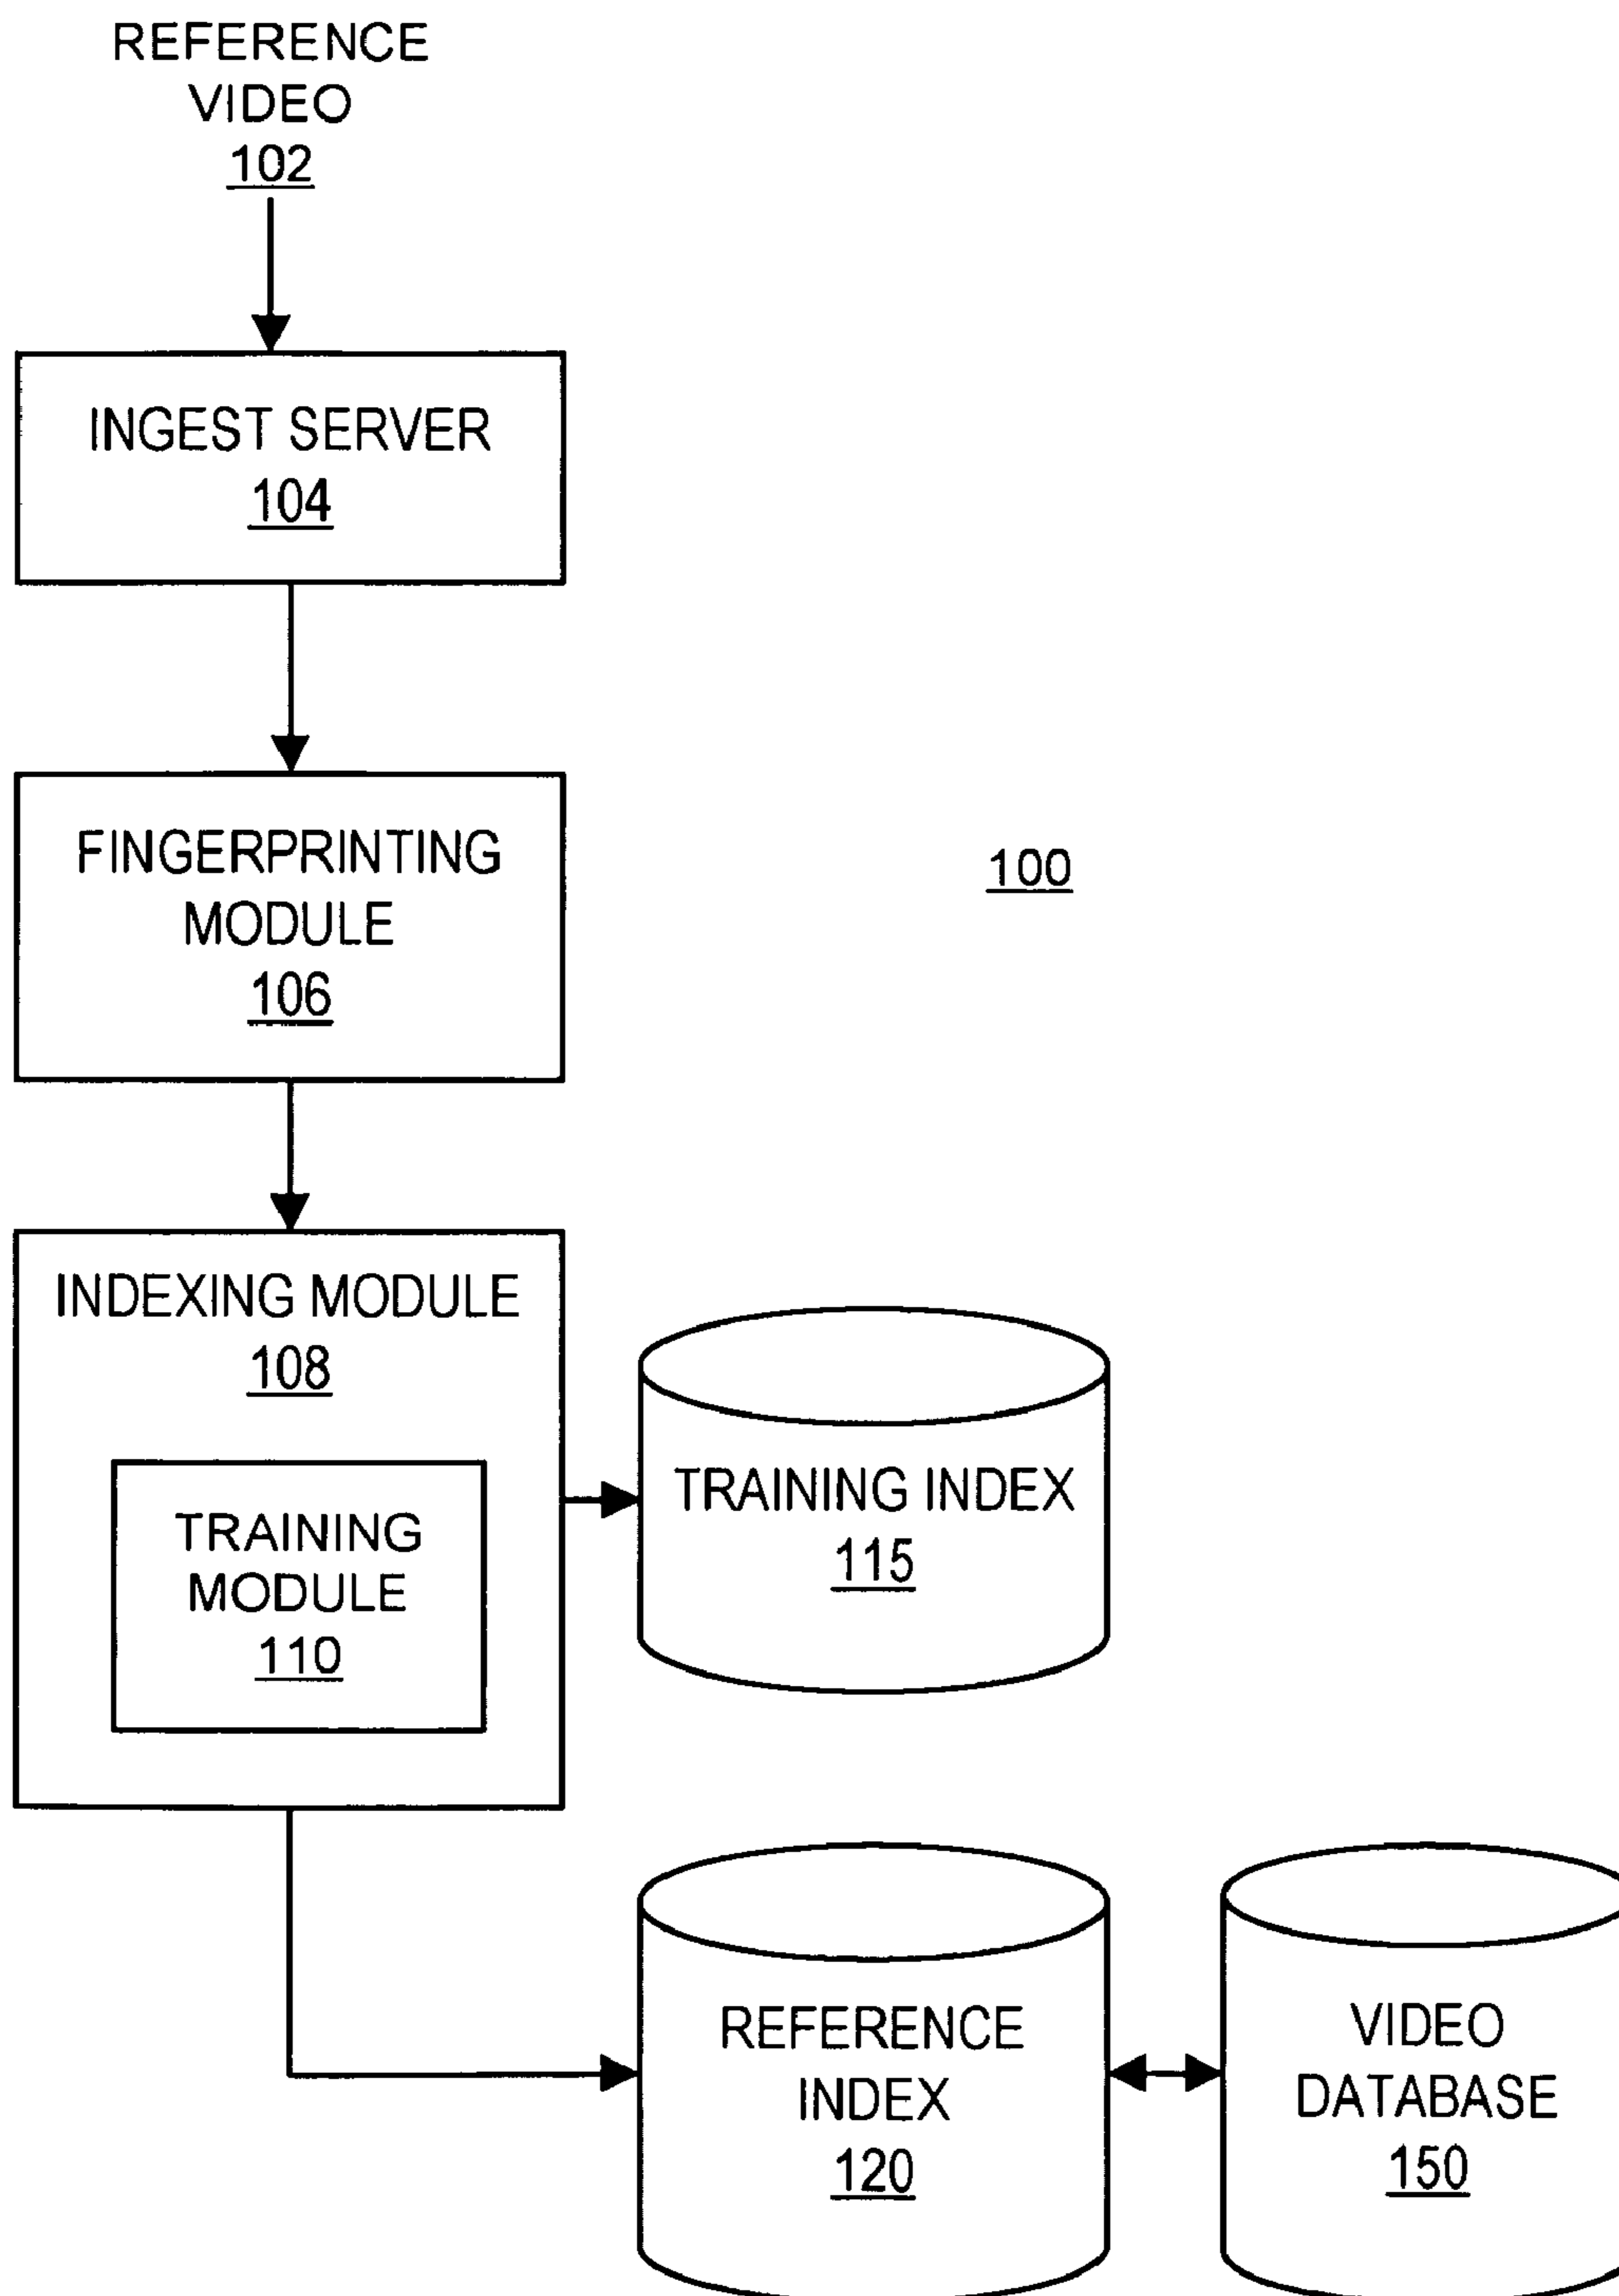 REFERENCE
VIDEO
102
INGEST SERVER
104
FINGERPRINTING
MODULE
106
100
INDEXING MODULE
108
TRAINING
MODULE
110
TRAINING INDEX
115
REFERENCE
INDEX
120
VIDEO
DATABASE
150